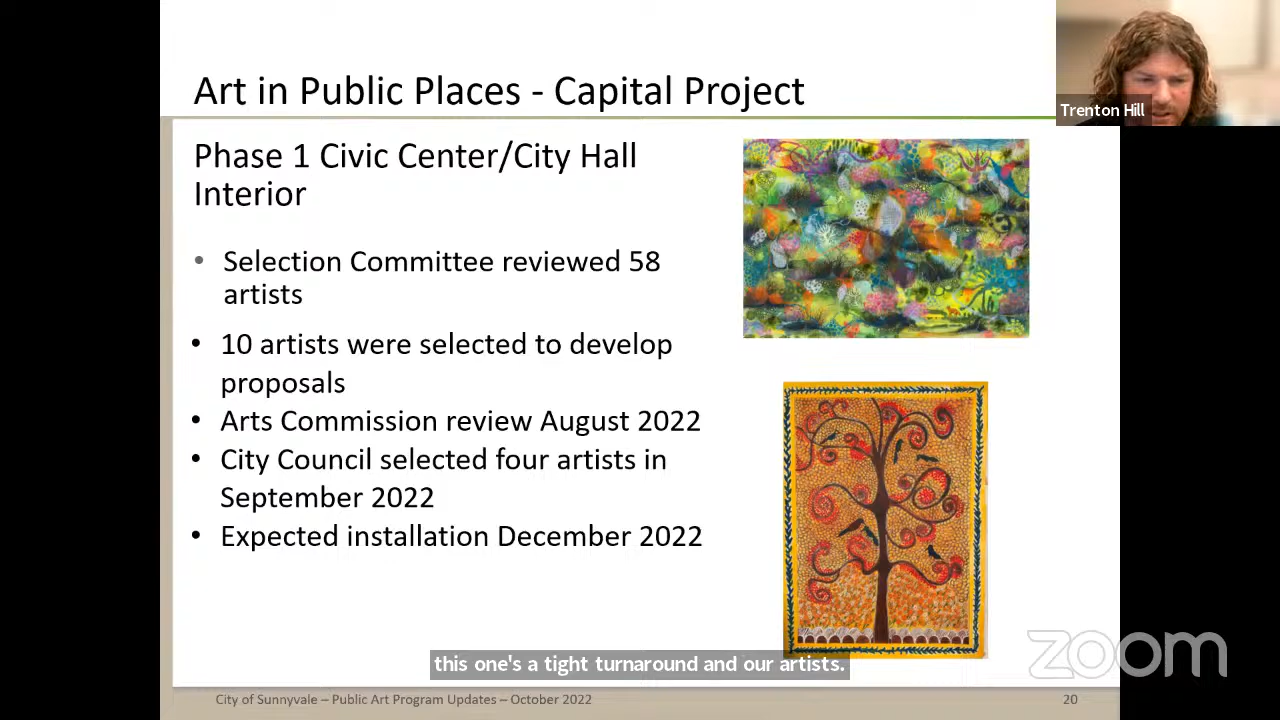 Art in Public Places - Capital Project
Trenton Hill
Phase 1 Civic Center/City Hall
Interior
• Selection Committee reviewed 58
artists
• 10 artists were selected to develop
proposals
• Arts Commission review August 2022
• City Council selected four artists in
September 2022
• Expected installation December 2022
this one's a tight turnaround and our artists.
zoom
City of Sunnyvale – Public Art Program Updates – October 2022
20